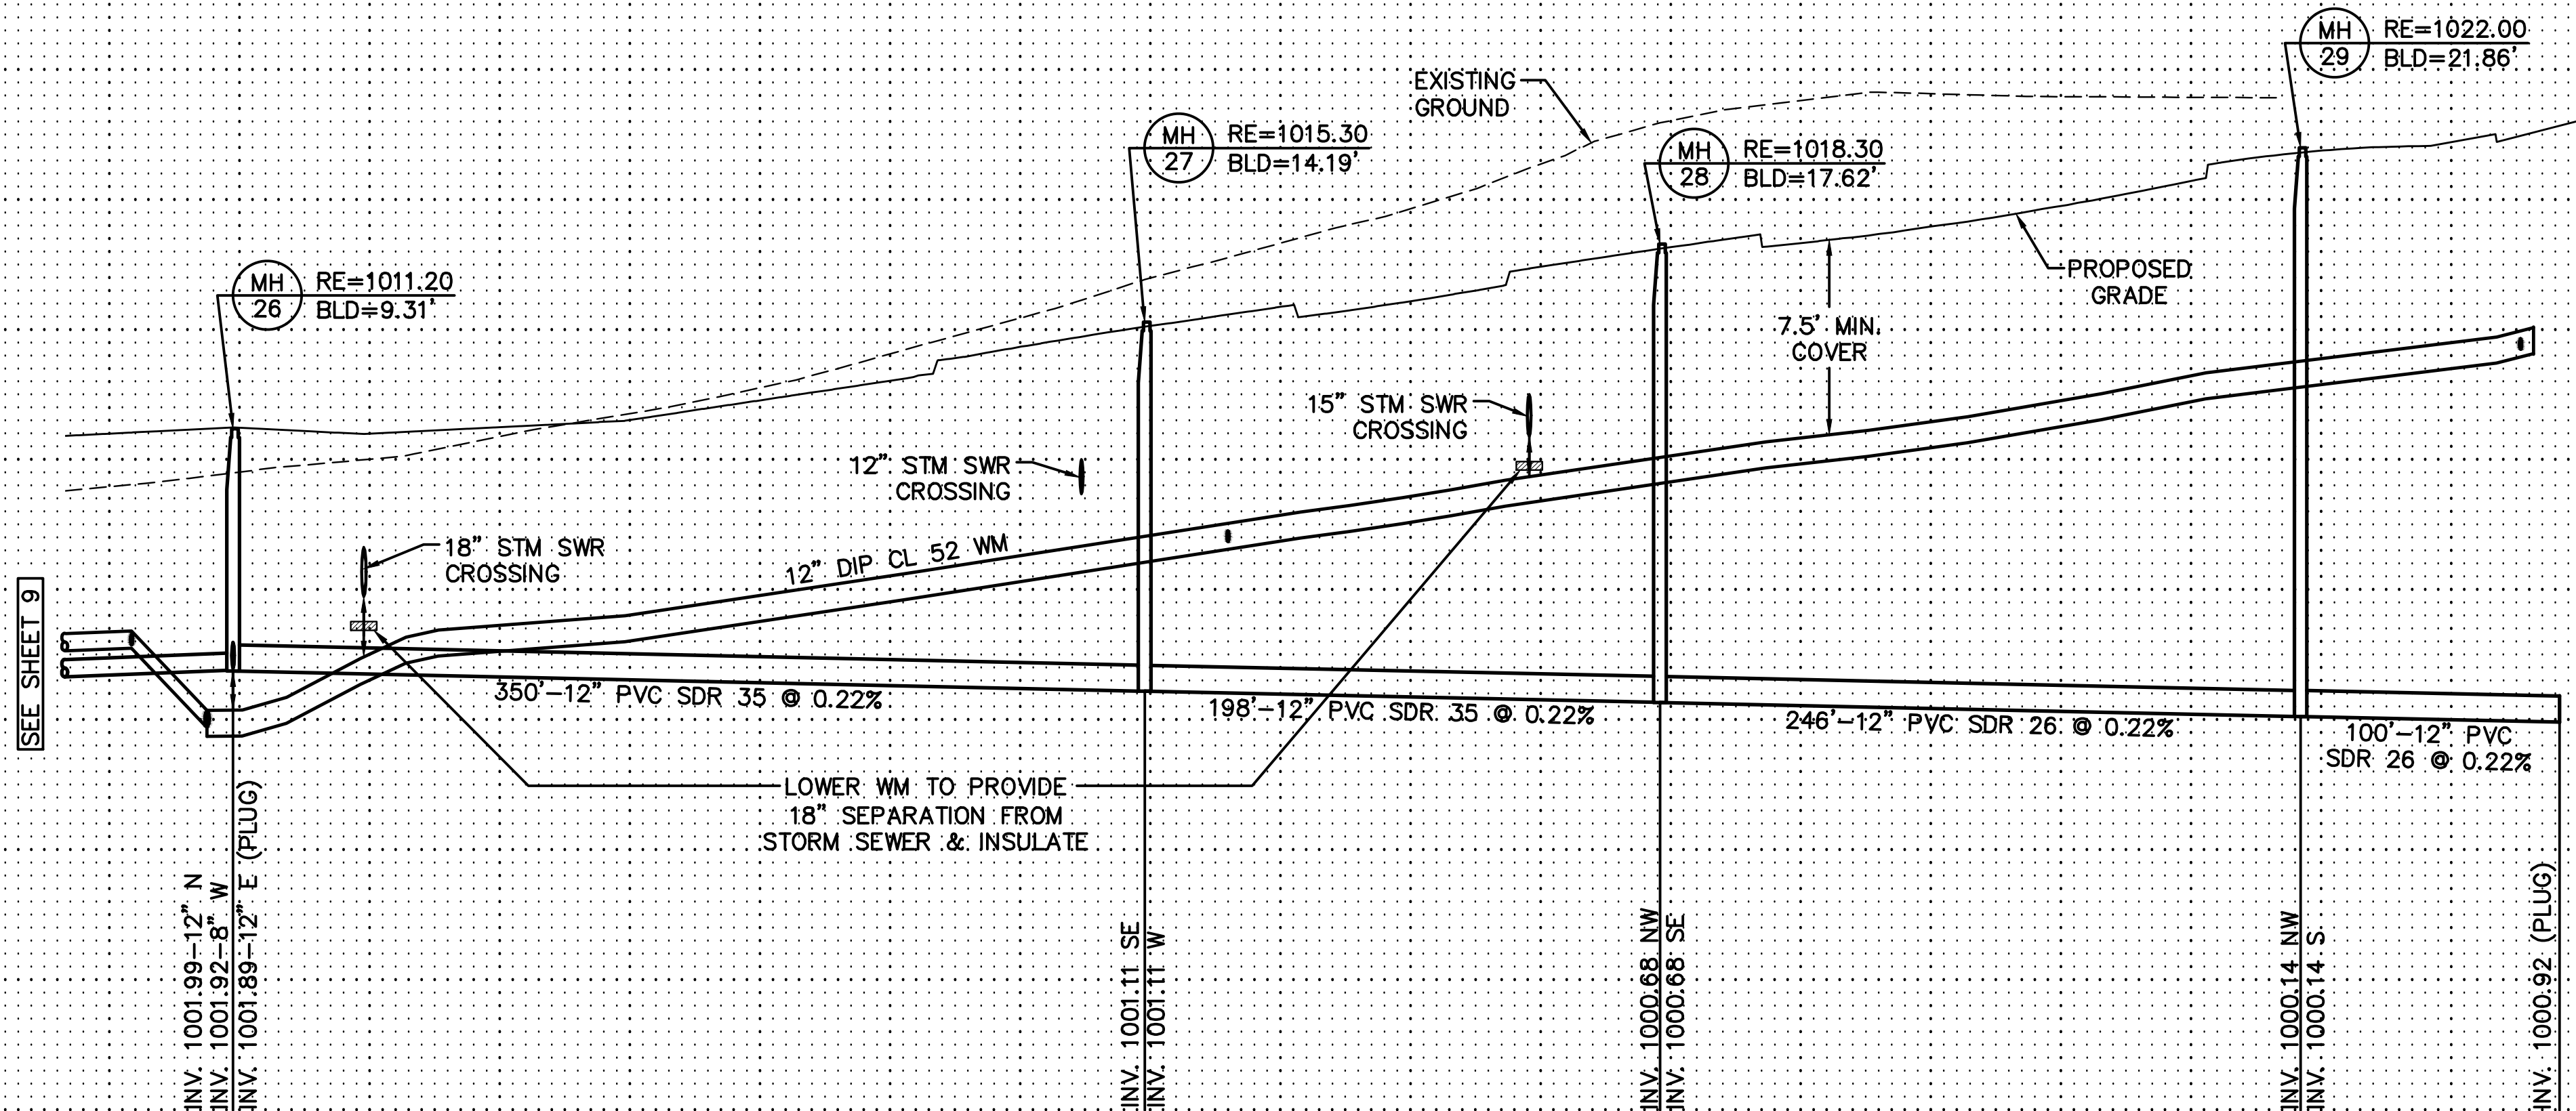 MH
29
RE=1022.00
BLD=21.86'
EXISTING
GROUND
MH
27
RE=1015.30
BLD=14.19'
MH
28
RE=1018.30
BLD=17.62'
MH
26
RE=1011.20
BLD=9.31'
PROPOSED
GRADE
7.5' MIN.
COVER
15" STM SWR
CROSSING
12" STM SWR
CROSSING
18" STM SWR
CROSSING
12" DIP CL 52 WM
SEE SHEET 9
350'-12" PVC SDR 35 @ 0.22%
198'-12" PVC SDR 35 @ 0.22%
246'-12" PVC SDR 26 @ 0.22%
100'-12" PVC
SDR 26 @ 0.22%
LOWER WM TO PROVIDE
18" SEPARATION FROM
STORM SEWER & INSULATE
INV. 1001.99-12" N
INV. 1001.92-8" W
INV. 1001.89-12" E (PLUG)
INV. 1001.11 SE
INV. 1001.11 W
INV. 1000.68 NW
INV. 1000.68 SE
INV. 1000.14 NW
INV. 1000.14 S
INV. 1000.92 (PLUG)